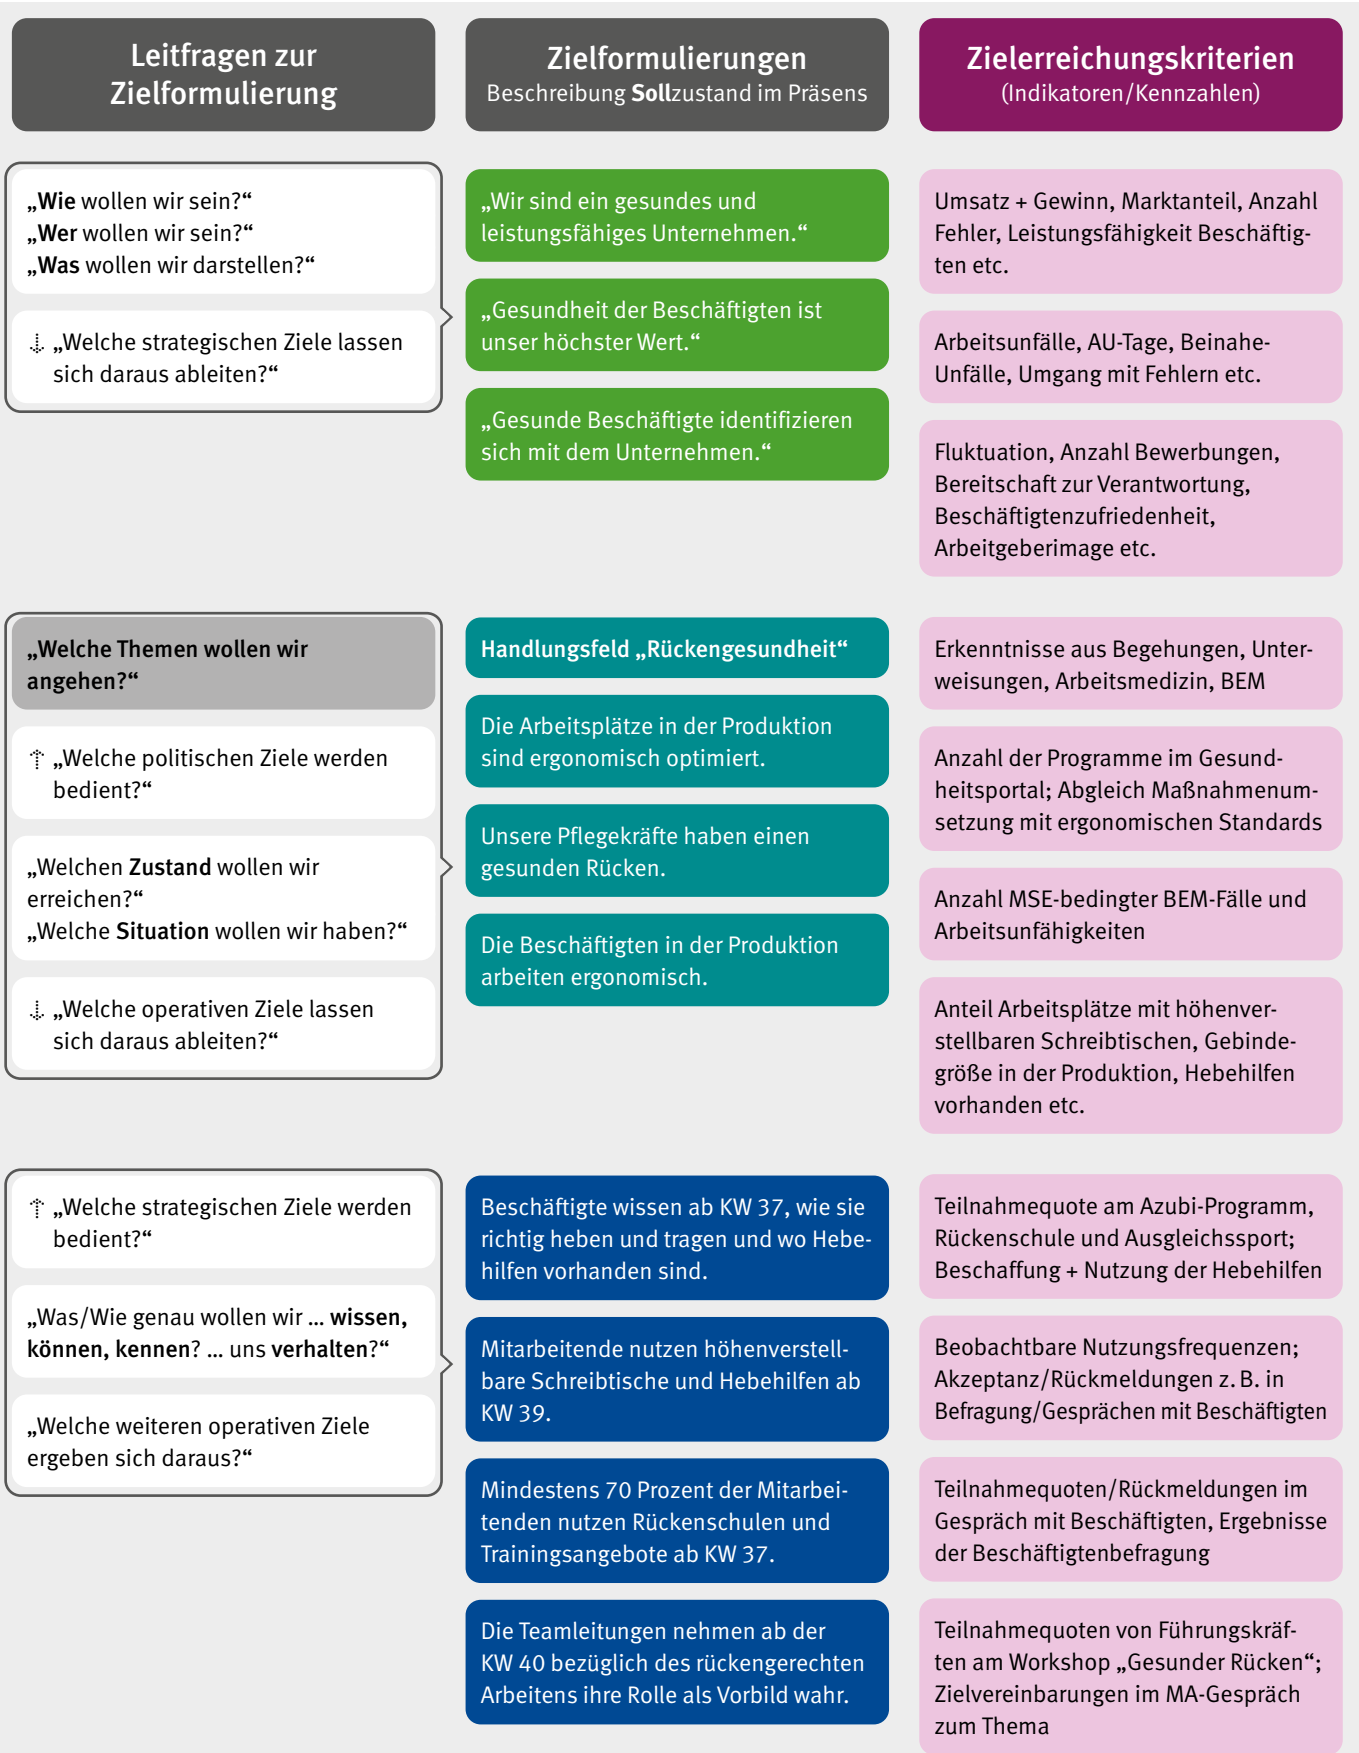 Leitfragen zur
Zielformulierung
Zielformulierungen
Beschreibung Sollzustand im Präsens
Zielerreichungskriterien
(Indikatoren/Kennzahlen)
„Wie wollen wir sein?“
„Wer wollen wir sein?“
„Was wollen wir darstellen?“
„Welche strategischen Ziele lassen
sich daraus ableiten?“
„Wir sind ein gesundes und
leistungsfähiges Unternehmen.“
„Gesundheit der Beschäftigten ist
unser höchster Wert.“
„Gesunde Beschäftigte identifizieren
sich mit dem Unternehmen.“
Umsatz + Gewinn, Marktanteil, Anzahl
Fehler, Leistungsfähigkeit Beschäftig-
ten etc.
Arbeitsunfälle, AU-Tage, Beinahe-
Unfälle, Umgang mit Fehlern etc.
Fluktuation, Anzahl Bewerbungen,
Bereitschaft zur Verantwortung,
Beschäftigtenzufriedenheit,
Arbeitgeberimage etc.
„Welche Themen wollen wir
angehen?“
„Welche politischen Ziele werden
bedient?“
„Welchen Zustand wollen wir
erreichen?“
„Welche Situation wollen wir haben?“
„Welche operativen Ziele lassen
sich daraus ableiten?“
Handlungsfeld „Rückengesundheit“
Die Arbeitsplätze in der Produktion
sind ergonomisch optimiert.
Unsere Pflegekräfte haben einen
gesunden Rücken.
Die Beschäftigten in der Produktion
arbeiten ergonomisch.
Erkenntnisse aus Begehungen, Unter-
weisungen, Arbeitsmedizin, BEM
Anzahl der Programme im Gesund-
heitsportal; Abgleich Maßnahmenum-
setzung mit ergonomischen Standards
Anzahl MSE-bedingter BEM-Fälle und
Arbeitsunfähigkeiten
Anteil Arbeitsplätze mit höhenver-
stellbaren Schreibtischen, Gebinde-
größe in der Produktion, Hebehilfen
vorhanden etc.
„Welche strategischen Ziele werden
bedient?“
„Was/Wie genau wollen wir ... wissen,
können, kennen? ... uns verhalten?“
„Welche weiteren operativen Ziele
ergeben sich daraus?“
Beschäftigte wissen ab KW 37, wie sie
richtig heben und tragen und wo Hebe-
hilfen vorhanden sind.
Mitarbeitende nutzen höhenverstell-
bare Schreibtische und Hebehilfen ab
KW 39.
Mindestens 70 Prozent der Mitarbei-
tenden nutzen Rückenschulen und
Trainingsangebote ab KW 37.
Die Teamleitungen nehmen ab der
KW 40 bezüglich des rückengerechten
Arbeitens ihre Rolle als Vorbild wahr.
Teilnahmequote am Azubi-Programm,
Rückenschule und Ausgleichssport;
Beschaffung + Nutzung der Hebehilfen
Beobachtbare Nutzungsfrequenzen;
Akzeptanz/Rückmeldungen z. B. in
Befragung/Gesprächen mit Beschäftigten
Teilnahmequoten/Rückmeldungen im
Gespräch mit Beschäftigten, Ergebnisse
der Beschäftigtenbefragung
Teilnahmequoten von Führungskräf-
ten am Workshop „Gesunder Rücken“;
Zielvereinbarungen im MA-Gespräch
zum Thema